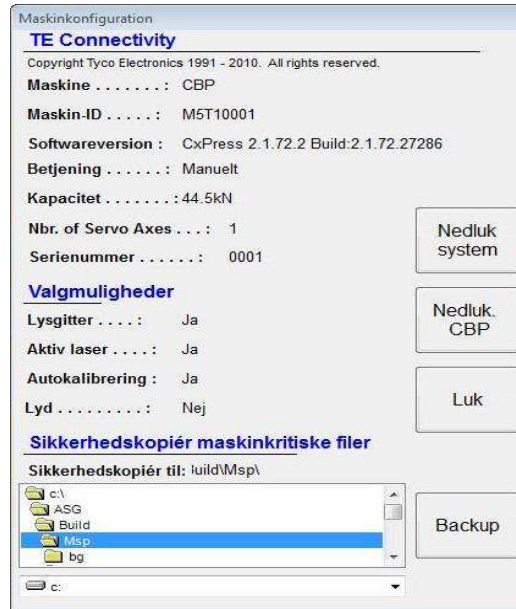 Maskinkonfiguration
TE Connectivity
Copyright Tyco Electronics 1991 - 2010. All rights reserved.
Maskine . . . . . . . : CBP
Maskin-ID . . . . . : M5T10001
Softwareversion : CxPress 2.1.72.2 Build:2.1.72.27286
Betjening . . . . . . : Manuelt
Kapacitet . . . . . . . : 44.5kN
Nbr. of Servo Axes . . . : 1
Serienummer . . . . . . : 0001
Nedluk
system
Valgmuligheder
Lysgitter . . . . : Ja
Aktiv laser . . . . : Ja
Autokalibrering : Ja
Lyd . . . . . . . . . : Nej
Nedluk.
CBP
Luk
Sikkerhedskopiér maskinkritiske filer
Sikkerhedskopiér til: uild\Msp\
c:\
ASG
Build
Msp
bg
c:
Backup